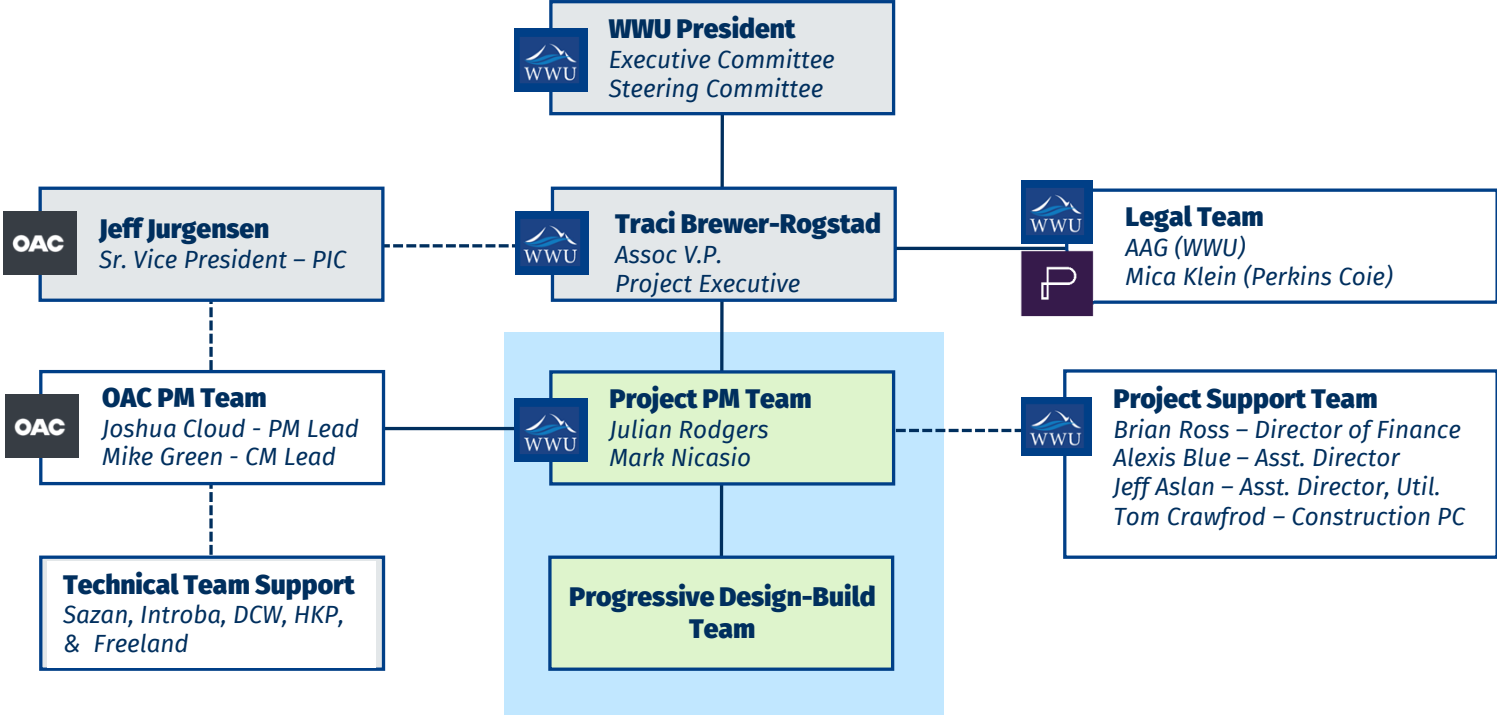 WWU President
Executive Committee
Steering Committee
WWU
OAC
Jeff Jurgensen
Sr. Vice President – PIC
WWU
Traci Brewer-Rogstad
Assoc V.P.
Project Executive
WWU
Legal Team
AAG (WWU)
Mica Klein (Perkins Coie)
OAC
OAC PM Team
Joshua Cloud - PM Lead
Mike Green - CM Lead
WWU
Project PM Team
Julian Rodgers
Mark Nicasio
WWU
Project Support Team
Brian Ross – Director of Finance
Alexis Blue – Asst. Director
Jeff Aslan – Asst. Director, Util.
Tom Crawfrod – Construction PC
Technical Team Support
Sazan, Introba, DCW, HKP,
& Freeland
Progressive Design-Build
Team